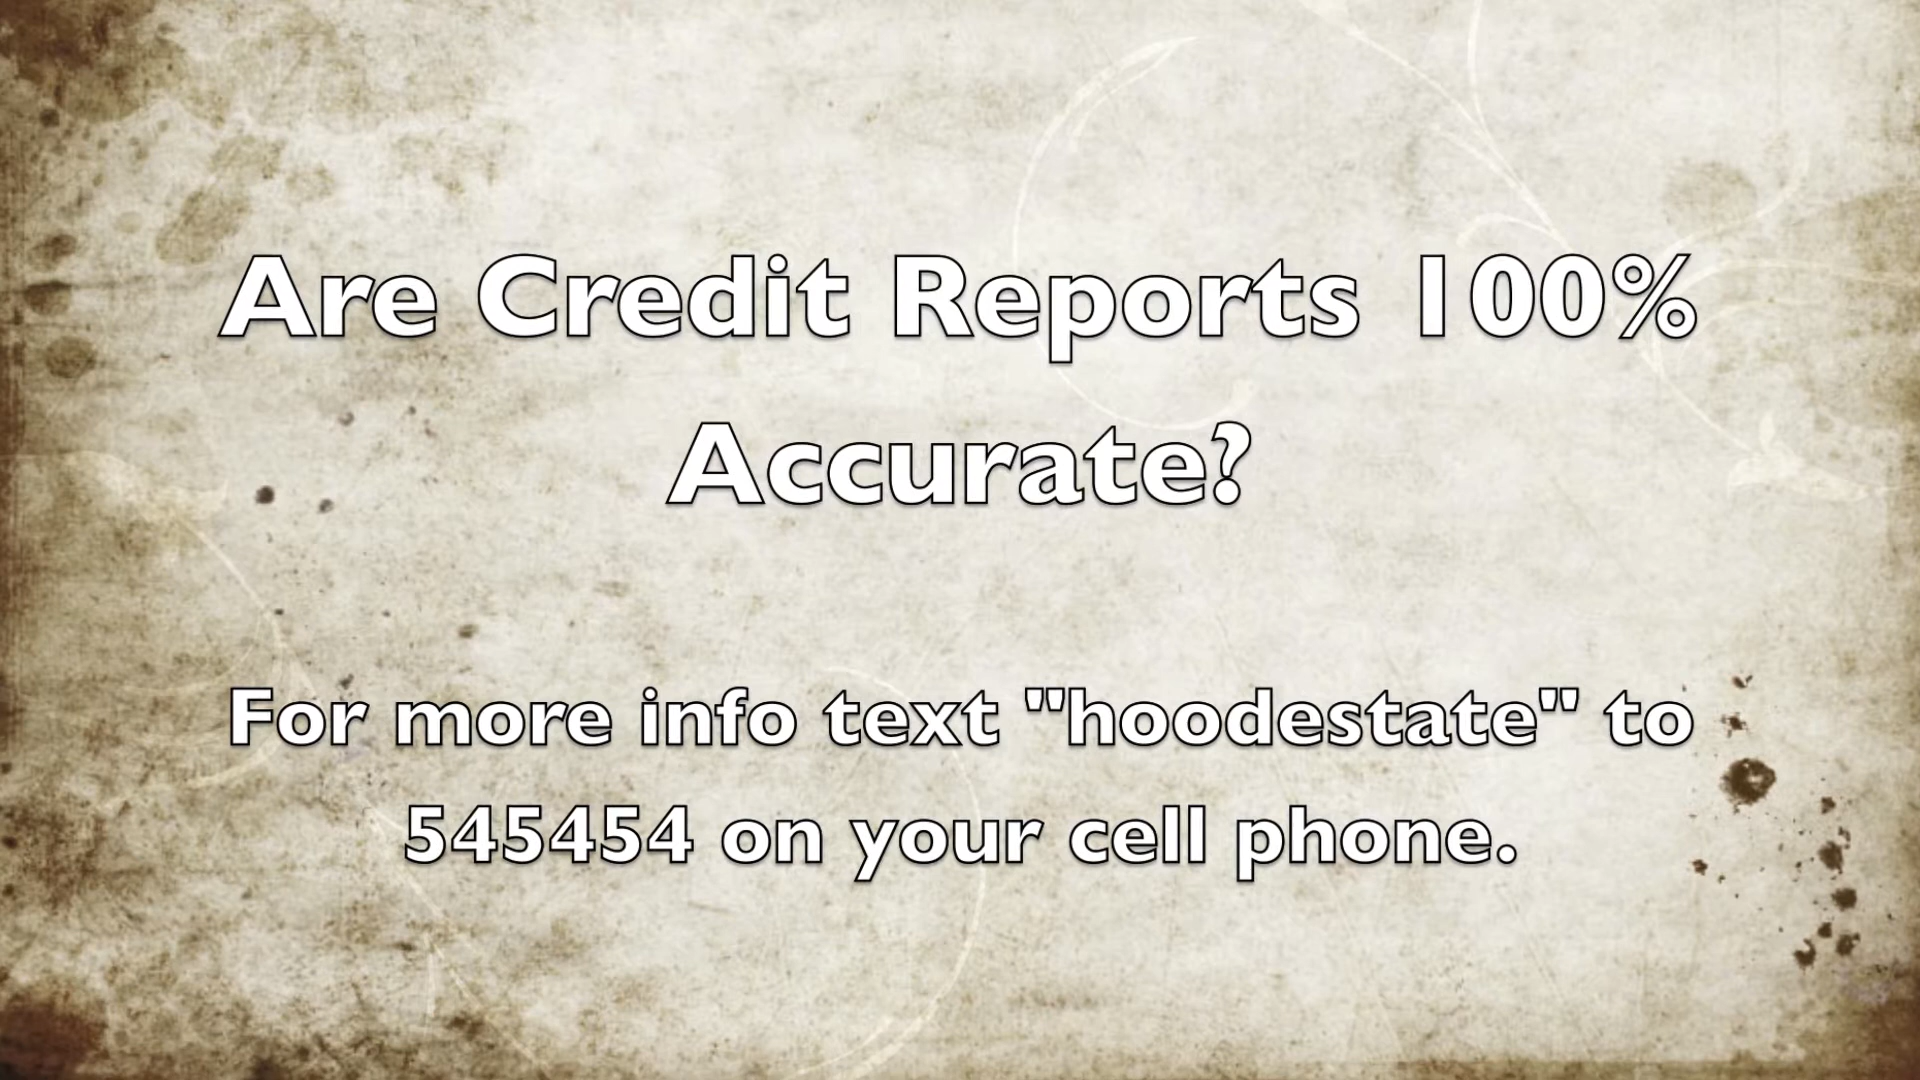 Are Credit Reports 100%
Accurate?
For more info text "hoodestate" to
545454 on your cell phone.